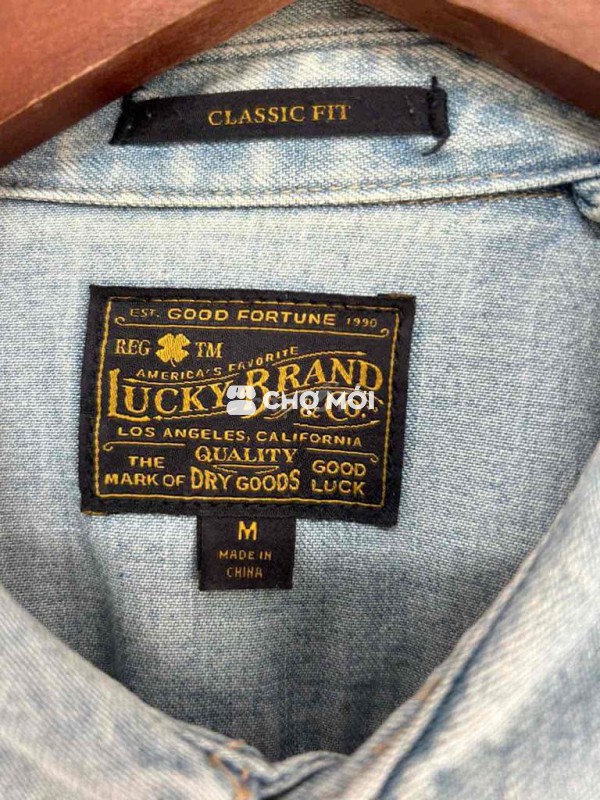 CLASSIC FIT
EST. GOOD FORTUNE 1990
REG TM
AMERICA'S FAVORITE
LUCKY BRAND
& CO.
CHỢ MỚI
LOS ANGELES, CALIFORNIA
QUALITY
THE MARK OF DRY GOODS GOOD LUCK
M
MADE IN
CHINA